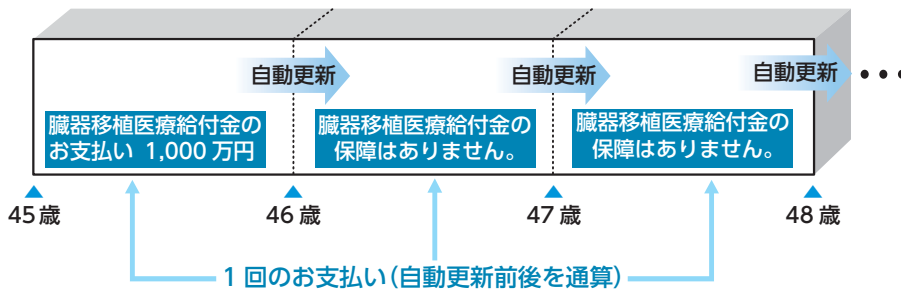 自動更新
自動更新
自動更新
臓器移植医療給付金の
お支払い 1,000万円
臓器移植医療給付金の
保障はありません。
臓器移植医療給付金の
保障はありません。
45歳
46歳
47歳
48歳
1回のお支払い(自動更新前後を通算)